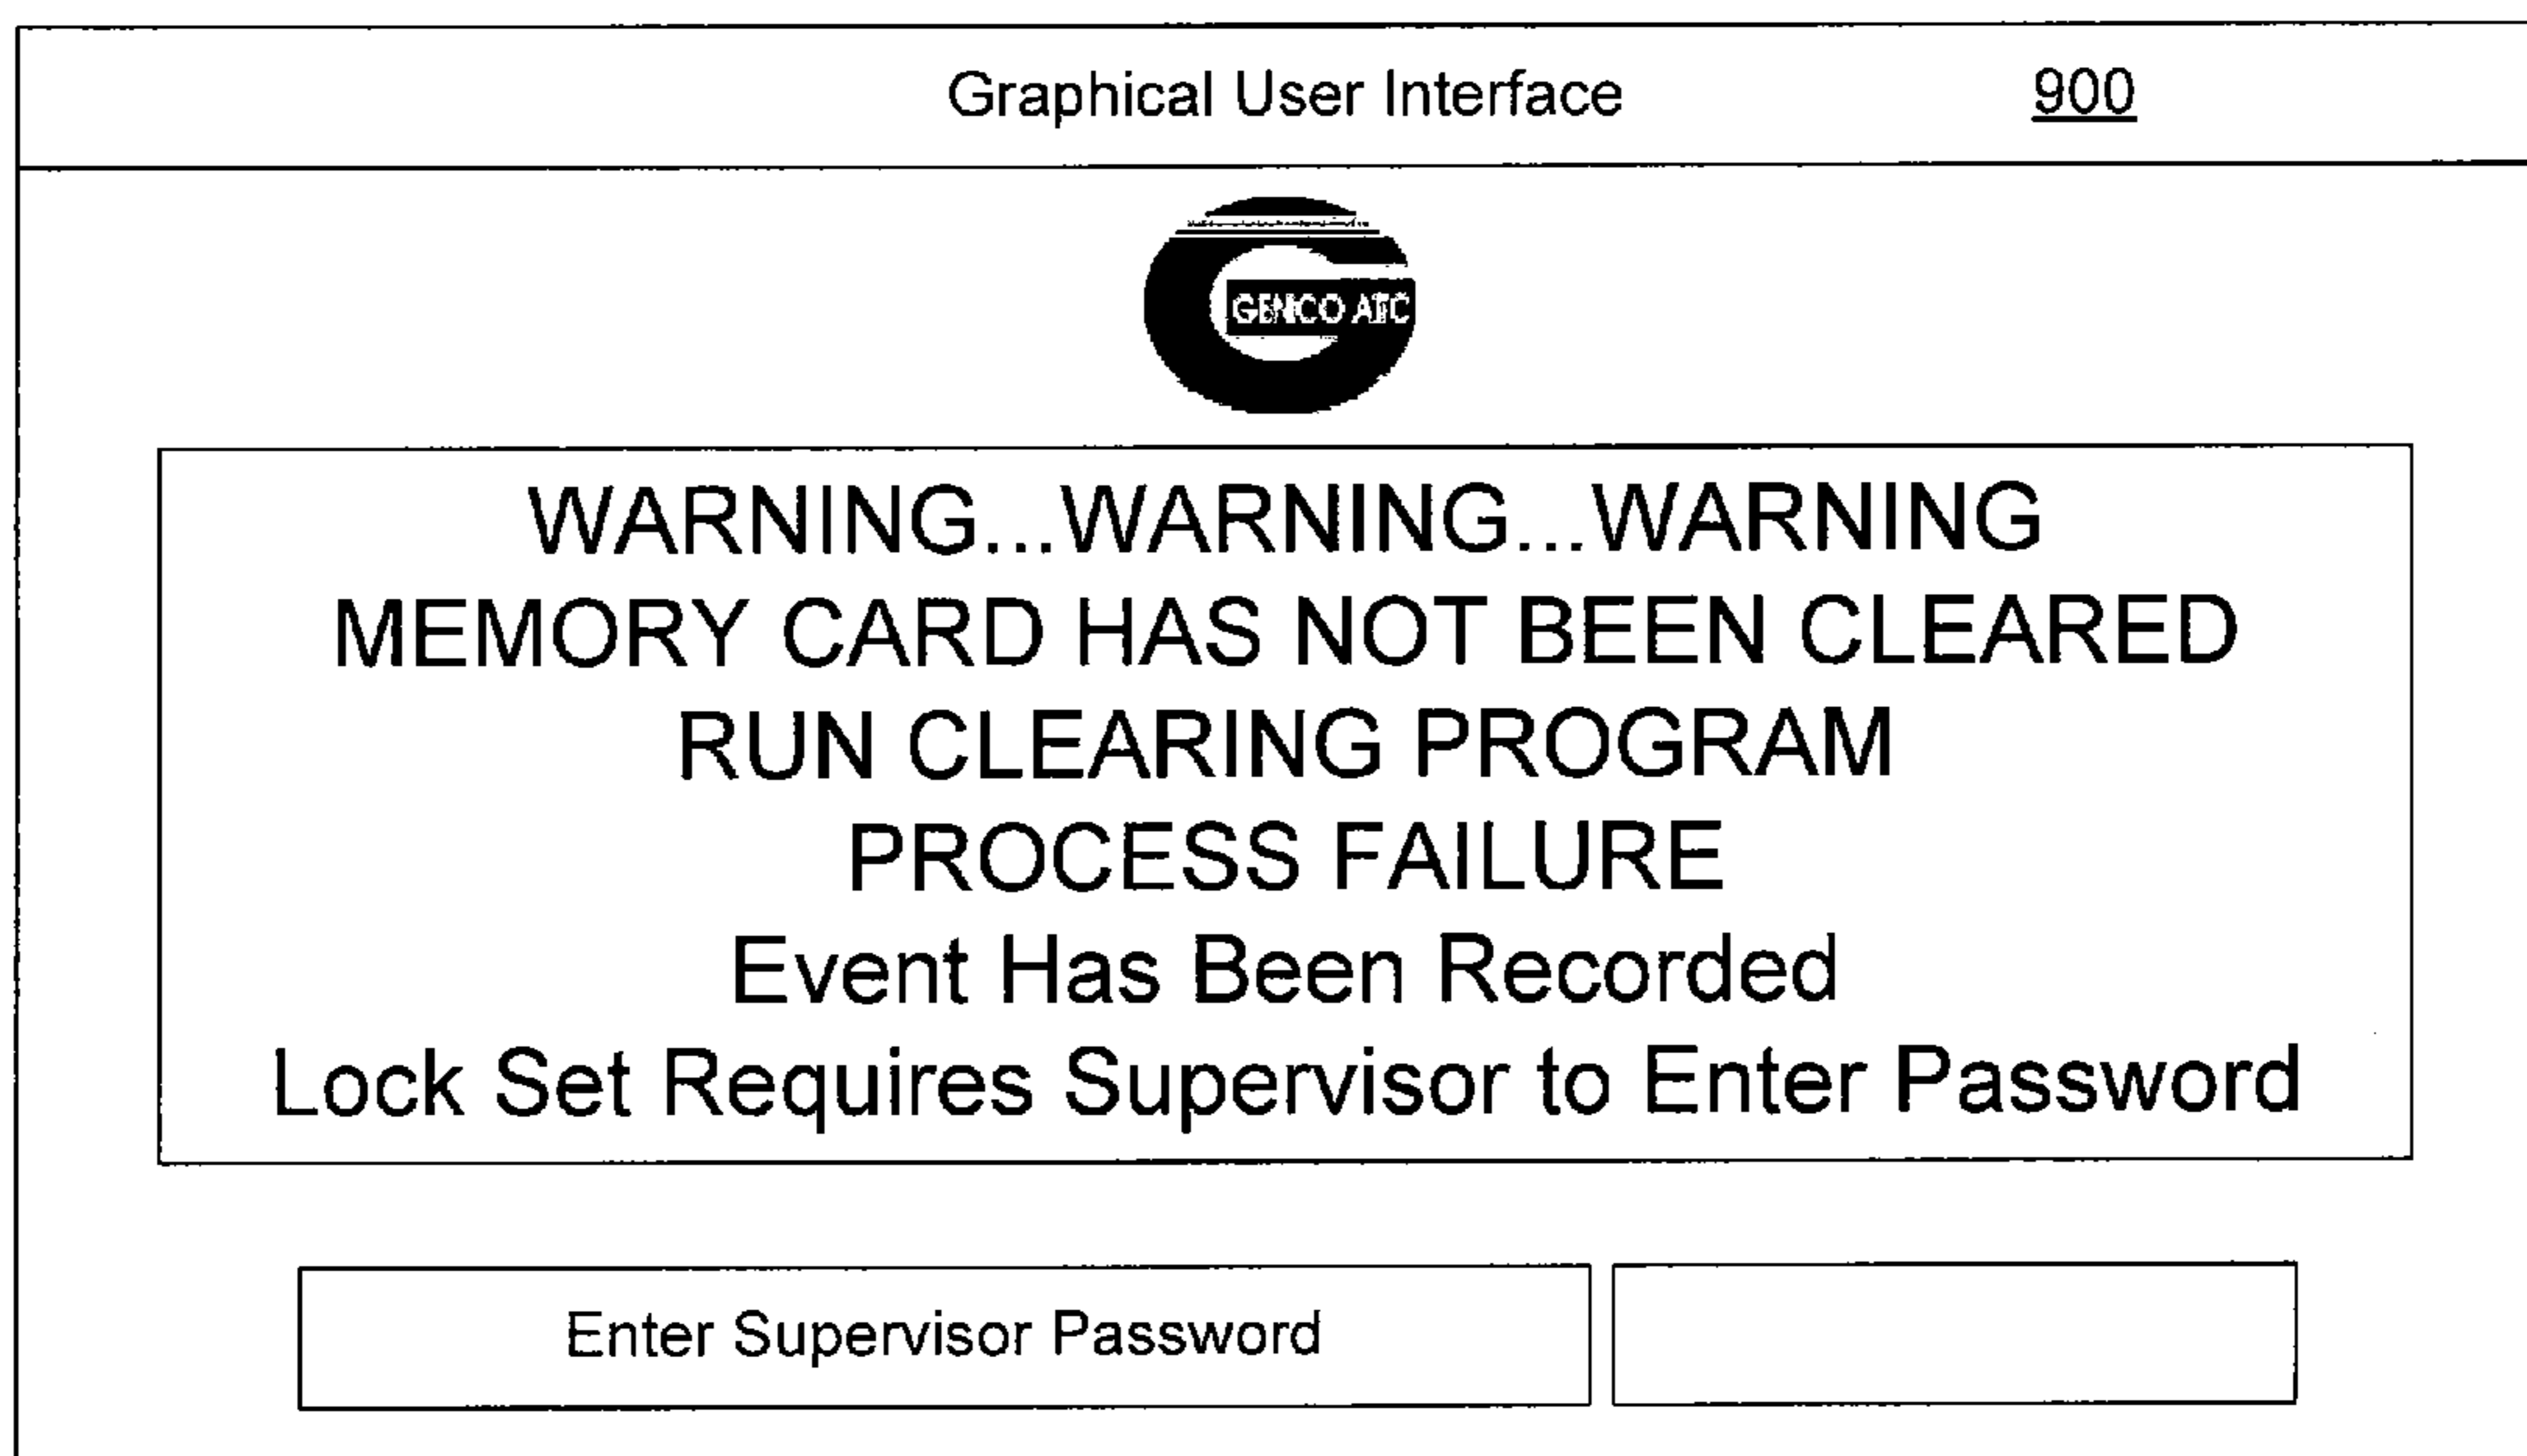 Graphical User Interface 900
GENCO ATC
WARNING...WARNING...WARNING
MEMORY CARD HAS NOT BEEN CLEARED
RUN CLEARING PROGRAM
PROCESS FAILURE
Event Has Been Recorded
Lock Set Requires Supervisor to Enter Password
Enter Supervisor Password